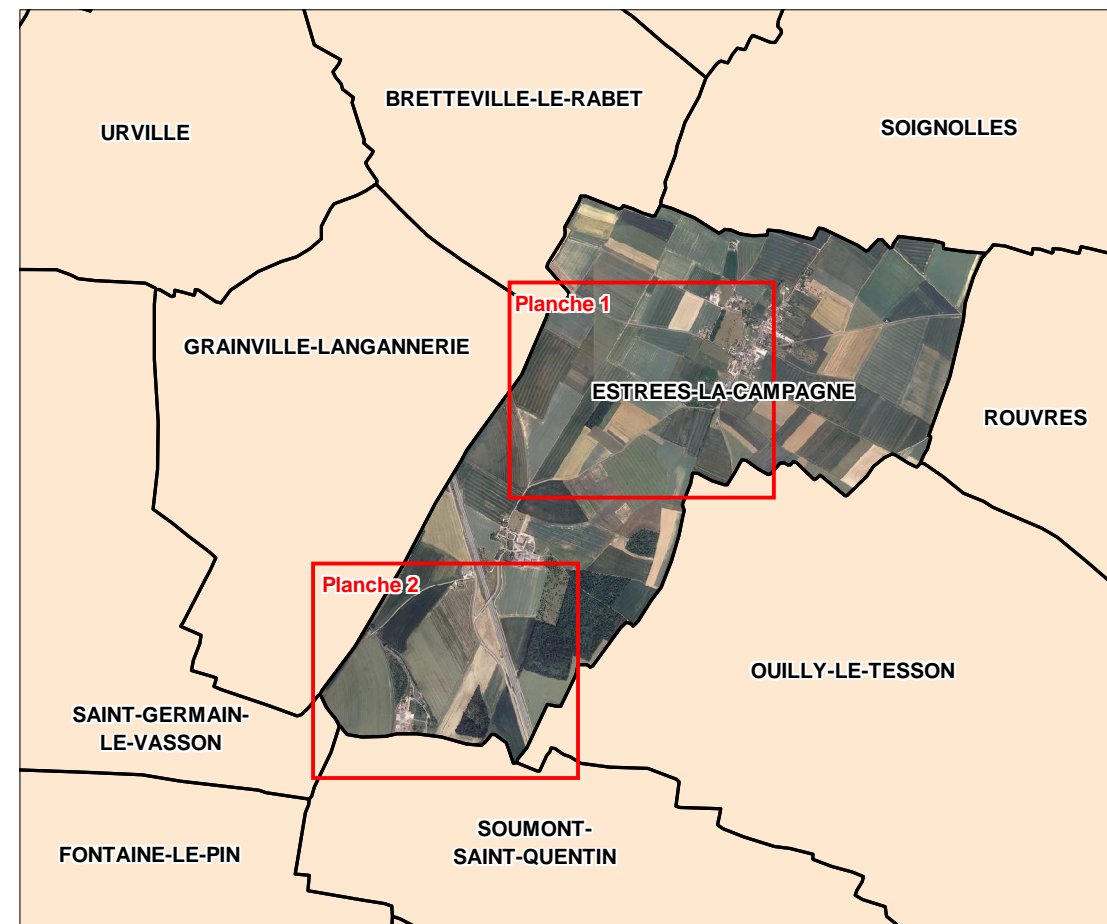 BRETTEVILLE-LE-RABET
URVILLE
SOIGNOLLES
Planche 1
GRAINVILLE-LANGANNERIE
ESTREES-LA-CAMPAGNE
ROUVRES
Planche 2
OUILLY-LE-TESSON
SAINT-GERMAIN-
LE-VASSON
SOUMONT-
SAINT-QUENTIN
FONTAINE-LE-PIN